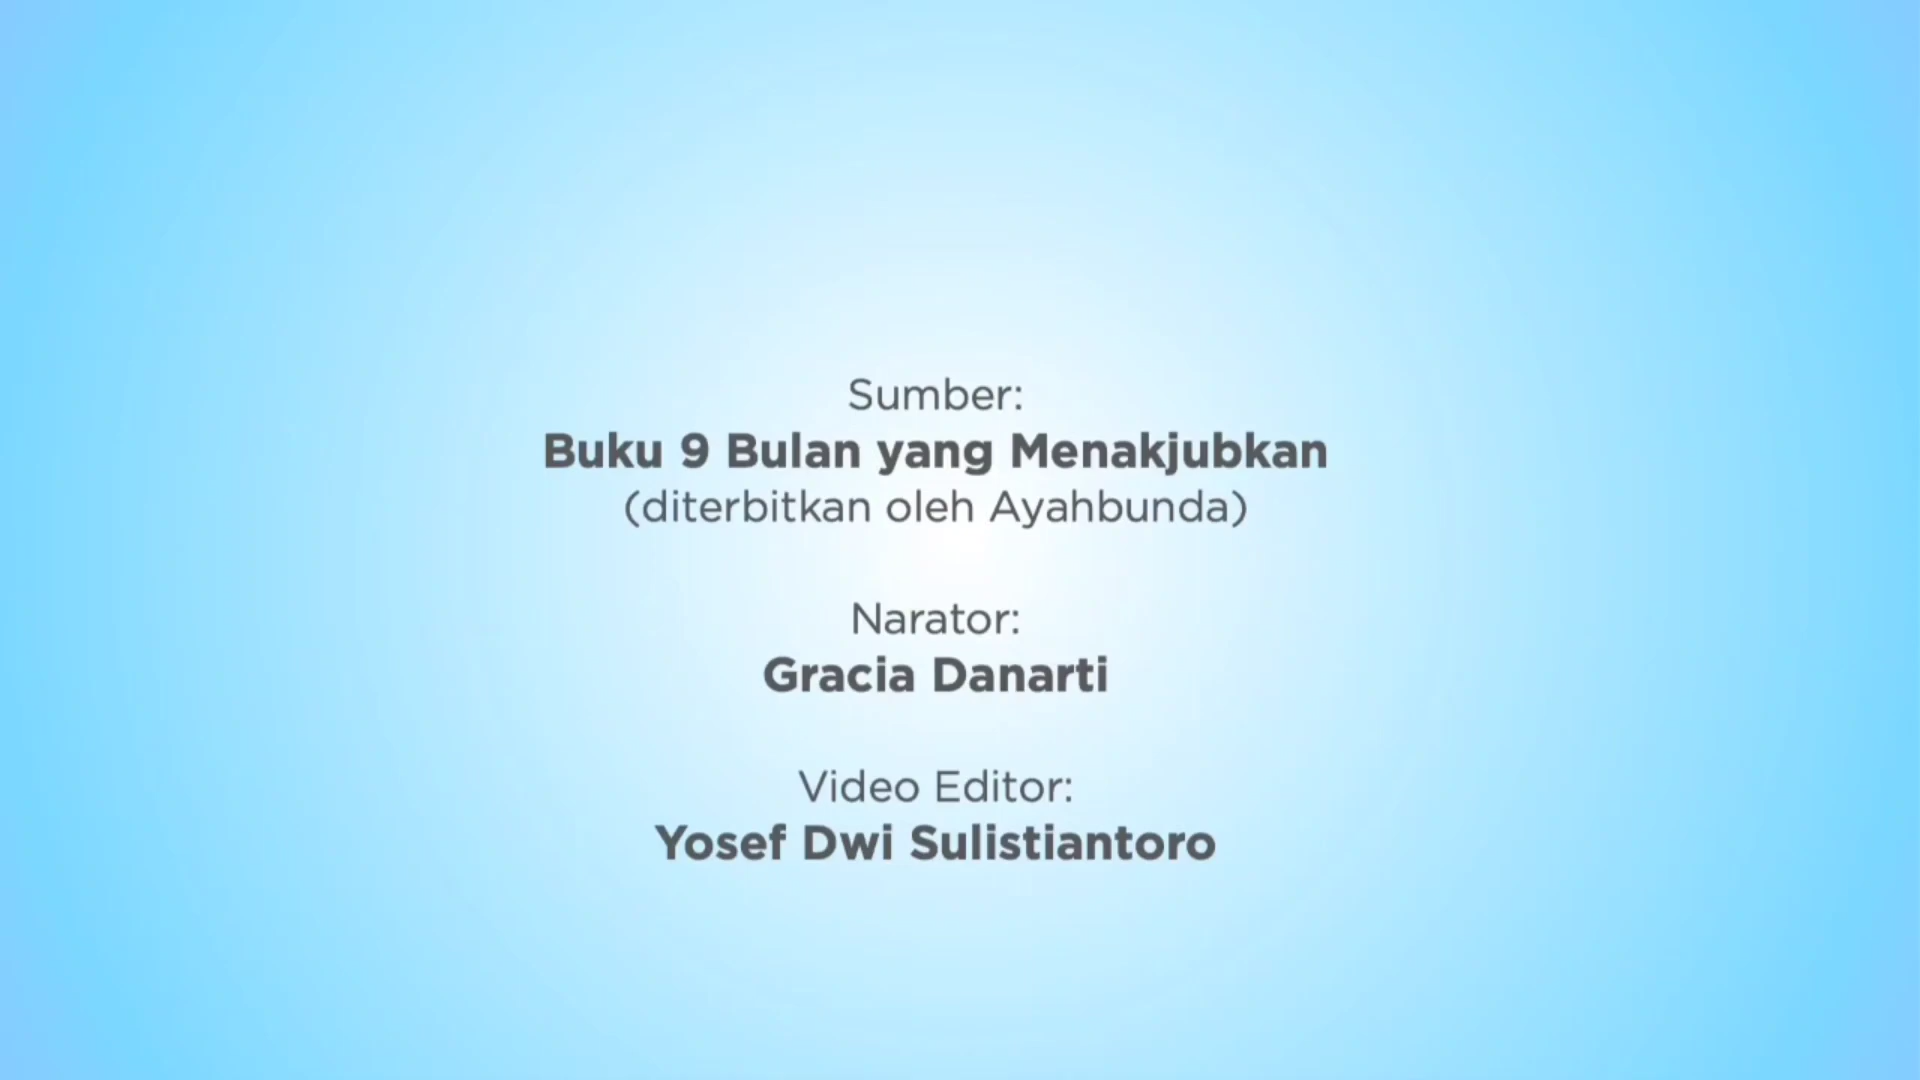 Sumber:
Buku 9 Bulan yang Menakjubkan
(diterbitkan oleh Ayahbunda)
Narator:
Gracia Danarti
Video Editor:
Yosef Dwi Sulistiantoro